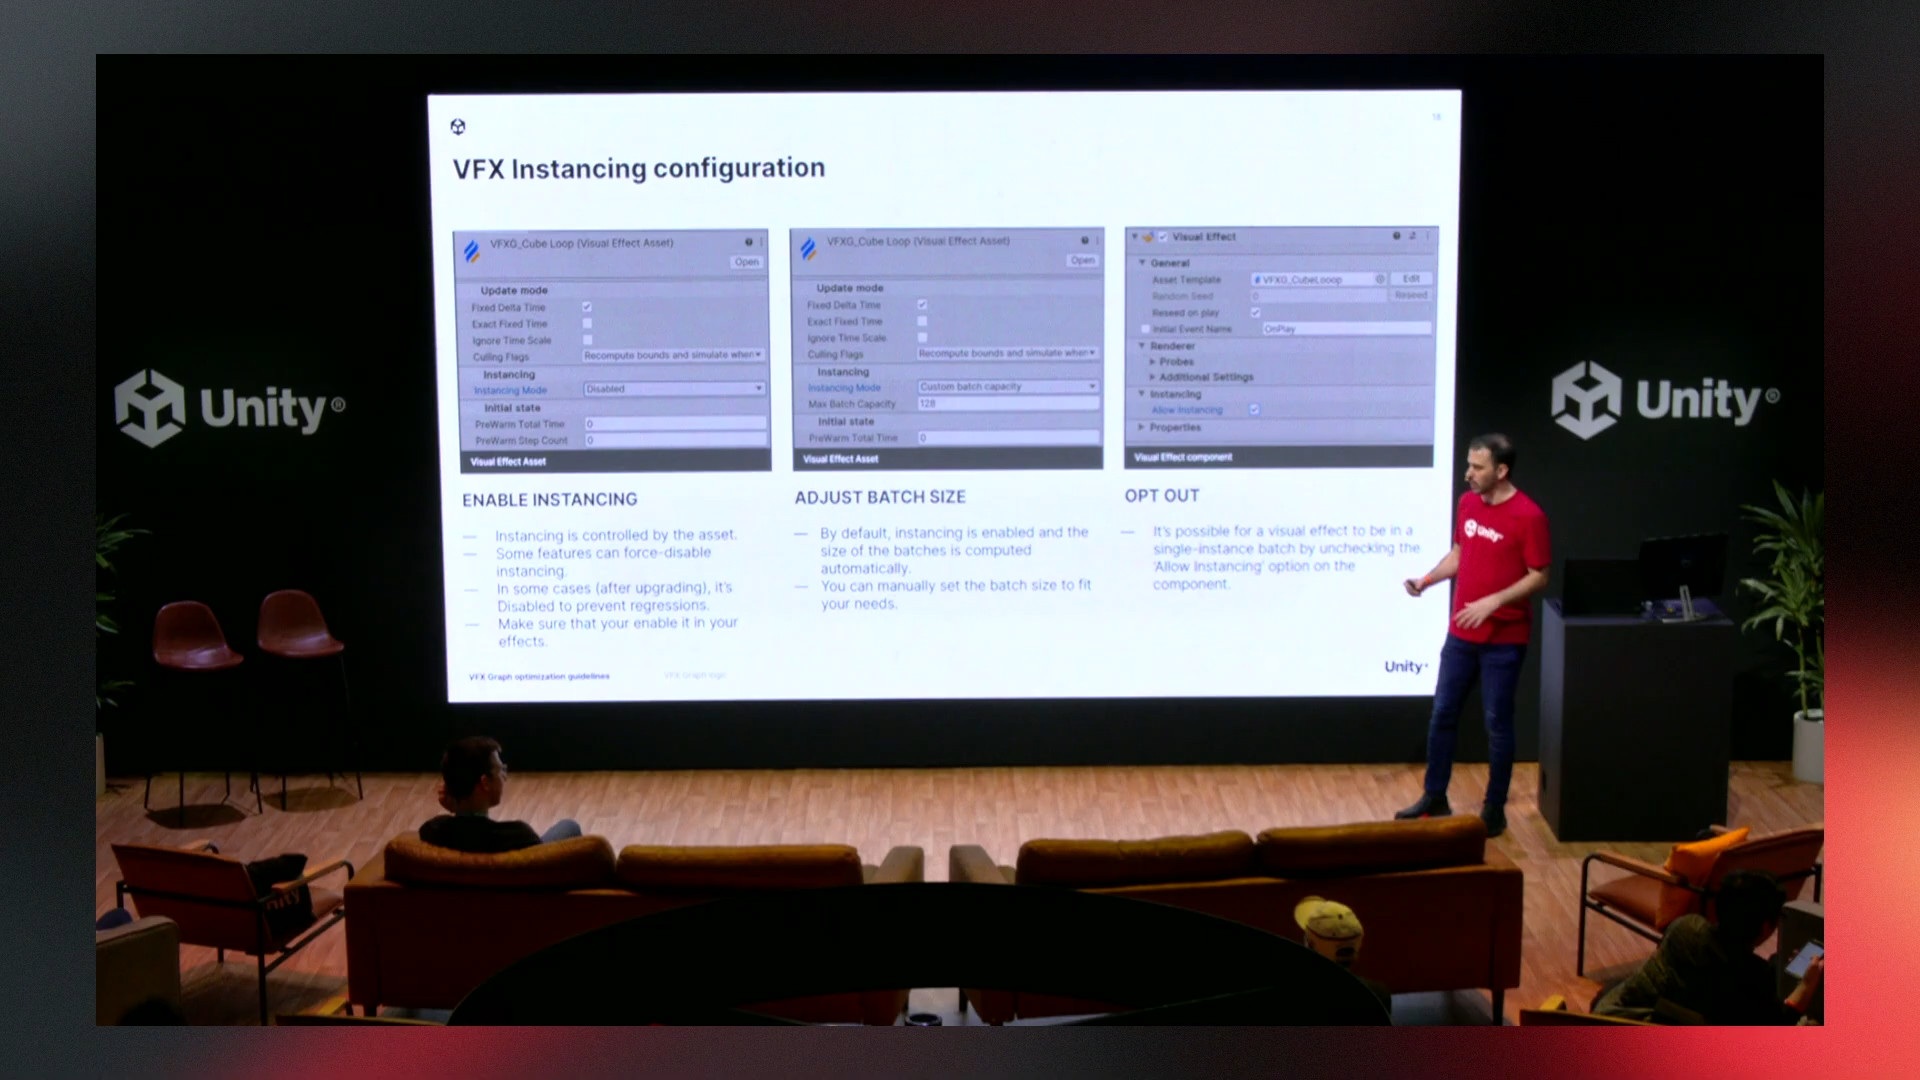 18
VFX Instancing configuration
VFXG_Cube Loop (Visual Effect Asset)
Open
Update mode
Fixed Delta Time
Exact Fixed Time
Ignore Time Scale
Culling Flags Recompute bounds and simulate when
Instancing
Instancing Mode Disabled
Initial state
PreWarm Total Time 0
PreWarm Step Count 0
Visual Effect Asset
VFXG_Cube Loop (Visual Effect Asset)
Open
Update mode
Fixed Delta Time
Exact Fixed Time
Ignore Time Scale
Culling Flags Recompute bounds and simulate when
Instancing
Instancing Mode Custom batch capacity
Max Batch Capacity 128
Initial state
PreWarm Total Time 0
Visual Effect Asset
Visual Effect
General
Asset Template VFXG_CubeLooop Edit
Random Seed 0 Reseed
Reseed on play
Initial Event Name OnPlay
Renderer
Probes
Additional Settings
Instancing
Allow Instancing
Properties
Visual Effect component
ENABLE INSTANCING
— Instancing is controlled by the asset.
— Some features can force-disable
instancing.
— In some cases (after upgrading), it's
Disabled to prevent regressions.
— Make sure that your enable it in your
effects.
ADJUST BATCH SIZE
— By default, instancing is enabled and the
size of the batches is computed
automatically.
— You can manually set the batch size to fit
your needs.
OPT OUT
— It's possible for a visual effect to be in a
single-instance batch by unchecking the
'Allow Instancing' option on the
component.
VFX Graph optimization guidelines
VFX Graph logo
Unity
Unity®
Unity®
Unity